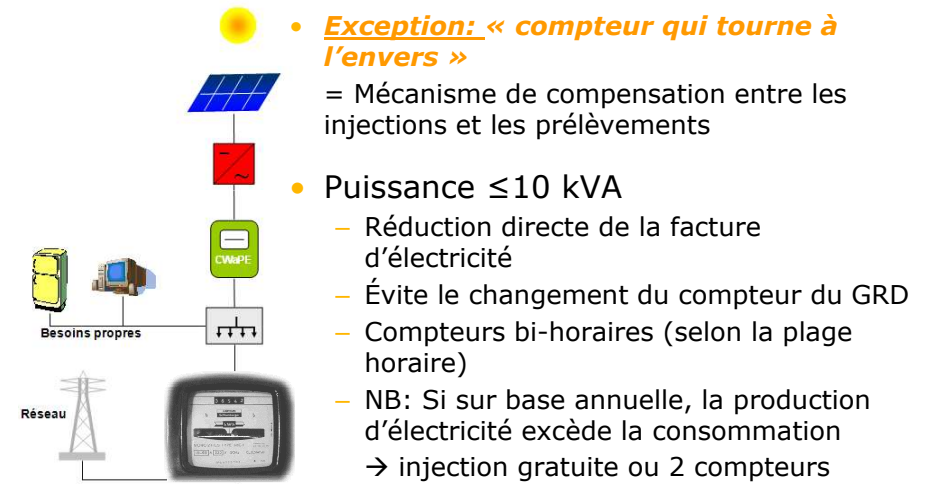 • Exception: « compteur qui tourne à
l’envers »
= Mécanisme de compensation entre les
injections et les prélèvements
• Puissance ≤10 kVA
– Réduction directe de la facture
d’électricité
– Évite le changement du compteur du GRD
– Compteurs bi-horaires (selon la plage
horaire)
– NB: Si sur base annuelle, la production
d’électricité excède la consommation
→ injection gratuite ou 2 compteurs
CWaPE
Besoins propres
Réseau